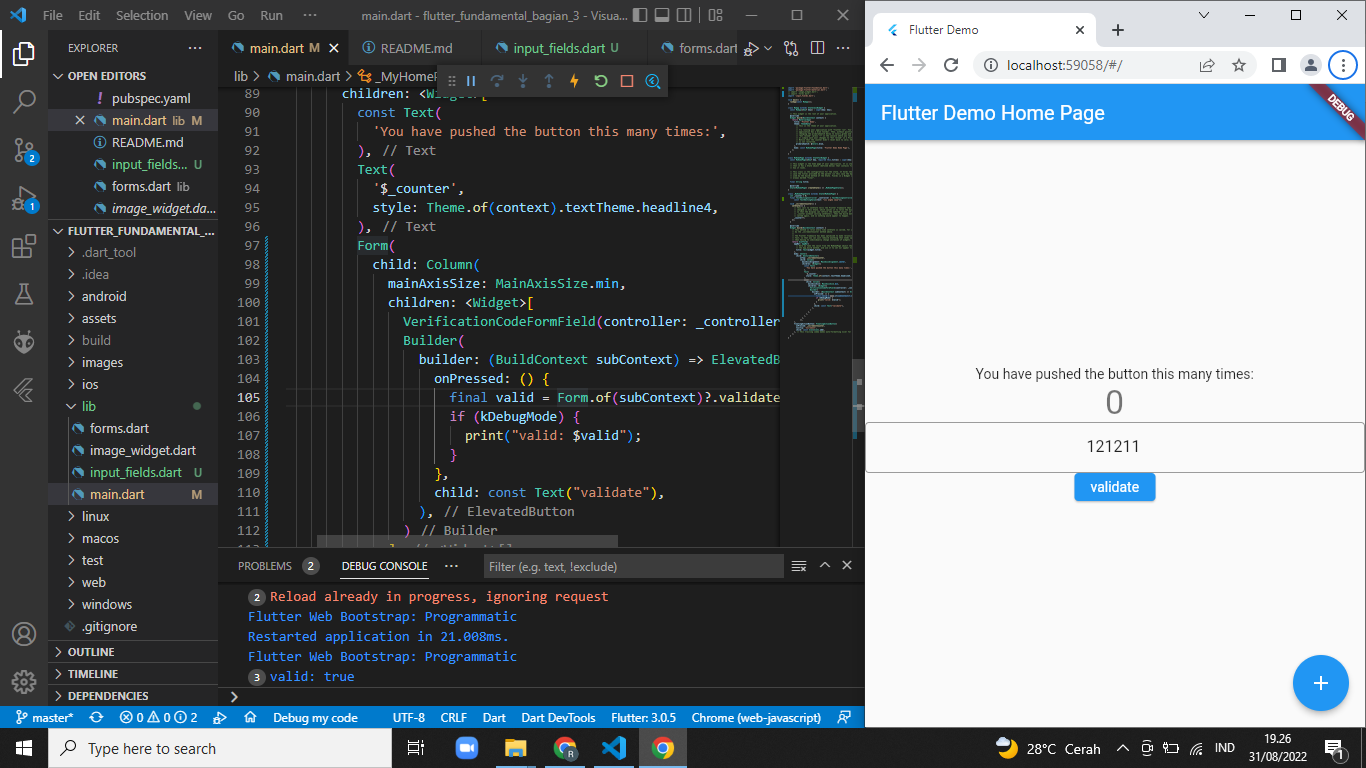 File Edit Selection View Go Run ··· main.dart - flutter_fundamental_bagian_3 - Visua...
EXPLORER
OPEN EDITORS
pubspec.yaml
main.dart lib M
README.md
input_fields... U
forms.dart lib
image_widget.da...
FLUTTER_FUNDAMENTAL_...
.dart_tool
.idea
android
assets
build
images
ios
lib
forms.dart
image_widget.dart
input_fields.dart U
main.dart M
linux
macos
test
web
windows
.gitignore
OUTLINE
TIMELINE
DEPENDENCIES
main.dart M README.md input_fields.dart U forms.dart
lib > main.dart > _MyHomeP
89 children: <Widget>[
90 const Text(
91 'You have pushed the button this many times:',
92 ), // Text
93 Text(
94 '$_counter',
95 style: Theme.of(context).textTheme.headline4,
96 ), // Text
97 Form(
98 child: Column(
99 mainAxisSize: MainAxisSize.min,
100 children: <Widget>[
101 VerificationCodeFormField(controller: _controller
102 Builder(
103 builder: (BuildContext subContext) => ElevatedB
104 onPressed: () {
105 final valid = Form.of(subContext)?.validate
106 if (kDebugMode) {
107 print("valid: $valid");
108 }
109 },
110 child: const Text("validate"),
111 ), // ElevatedButton
112 ) // Builder
PROBLEMS 2 DEBUG CONSOLE ··· Filter (e.g. text, !exclude)
2 Reload already in progress, ignoring request
Flutter Web Bootstrap: Programmatic
Restarted application in 21.008ms.
Flutter Web Bootstrap: Programmatic
3 valid: true
master* 0 0 2 Debug my code UTF-8 CRLF Dart Dart DevTools Flutter: 3.0.5 Chrome (web-javascript)
Flutter Demo
localhost:59058/#/
Flutter Demo Home Page
DEBUG
You have pushed the button this many times:
0
121211
validate
+
2
1
Type here to search
28°C Cerah
IND
19.26
31/08/2022
1